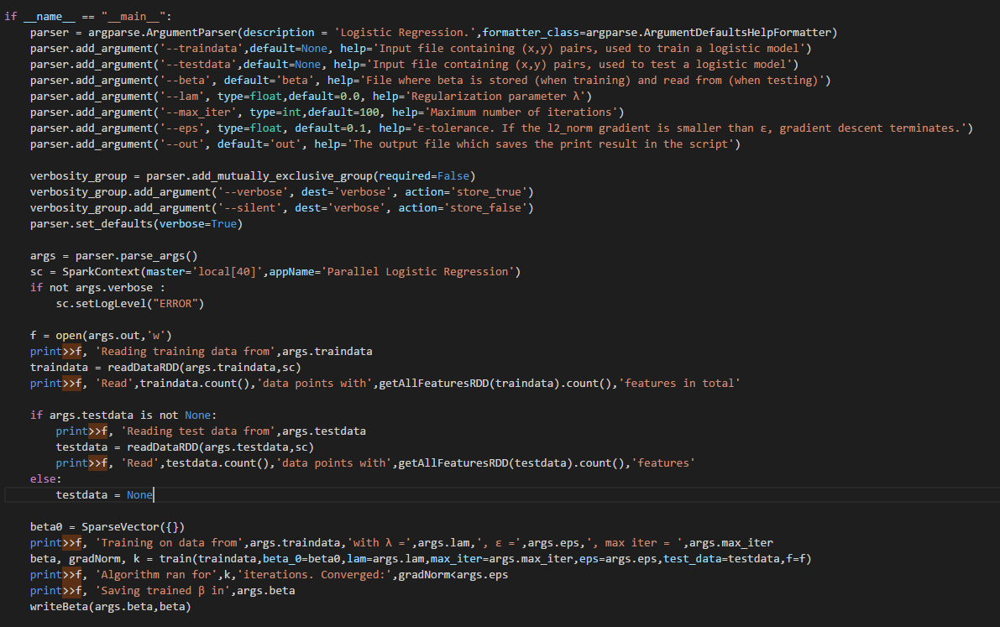 if __name__ == "__main__":
    parser = argparse.ArgumentParser(description = 'Logistic Regression.',formatter_class=argparse.ArgumentDefaultsHelpFormatter)
    parser.add_argument('--traindata',default=None, help='Input file containing (x,y) pairs, used to train a logistic model')
    parser.add_argument('--testdata',default=None, help='Input file containing (x,y) pairs, used to test a logistic model')
    parser.add_argument('--beta', default='beta', help='File where beta is stored (when training) and read from (when testing)')
    parser.add_argument('--lam', type=float,default=0.0, help='Regularization parameter λ')
    parser.add_argument('--max_iter', type=int,default=100, help='Maximum number of iterations')
    parser.add_argument('--eps', type=float, default=0.1, help='ε-tolerance. If the l2_norm gradient is smaller than ε, gradient descent terminates.')
    parser.add_argument('--out', default='out', help='The output file which saves the print result in the script')
    verbosity_group = parser.add_mutually_exclusive_group(required=False)
    verbosity_group.add_argument('--verbose', dest='verbose', action='store_true')
    verbosity_group.add_argument('--silent', dest='verbose', action='store_false')
    parser.set_defaults(verbose=True)
    args = parser.parse_args()
    sc = SparkContext(master='local[40]',appName='Parallel Logistic Regression')
    if not args.verbose :
        sc.setLogLevel("ERROR")
    f = open(args.out,'w')
    print>>f, 'Reading training data from',args.traindata
    traindata = readDataRDD(args.traindata,sc)
    print>>f, 'Read',traindata.count(),'data points with',getAllFeaturesRDD(traindata).count(),'features in total'
    if args.testdata is not None:
        print>>f, 'Reading test data from',args.testdata
        testdata = readDataRDD(args.testdata,sc)
        print>>f, 'Read',testdata.count(),'data points with',getAllFeaturesRDD(testdata).count(),'features'
    else:
        testdata = None
    beta0 = SparseVector({})
    print>>f, 'Training on data from',args.traindata,'with λ =',args.lam,', ε =',args.eps,', max iter = ',args.max_iter
    beta, gradNorm, k = train(traindata,beta_0=beta0,lam=args.lam,max_iter=args.max_iter,eps=args.eps,test_data=testdata,f=f)
    print>>f, 'Algorithm ran for',k,'iterations. Converged:',gradNorm<args.eps
    print>>f, 'Saving trained β in',args.beta
    writeBeta(args.beta,beta)